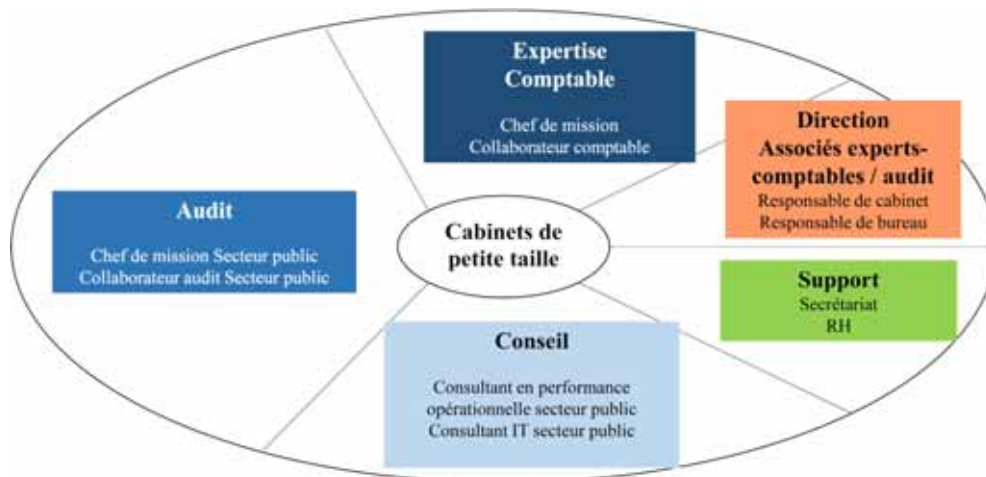 Expertise
Comptable
Chef de mission
Collaborateur comptable
Direction
Associés experts-
comptables / audit
Responsable de cabinet
Responsable de bureau
Audit
Chef de mission Secteur public
Collaborateur audit Secteur public
Cabinets de
petite taille
Support
Secrétariat
RH
Conseil
Consultant en performance
opérationnelle secteur public
Consultant IT secteur public